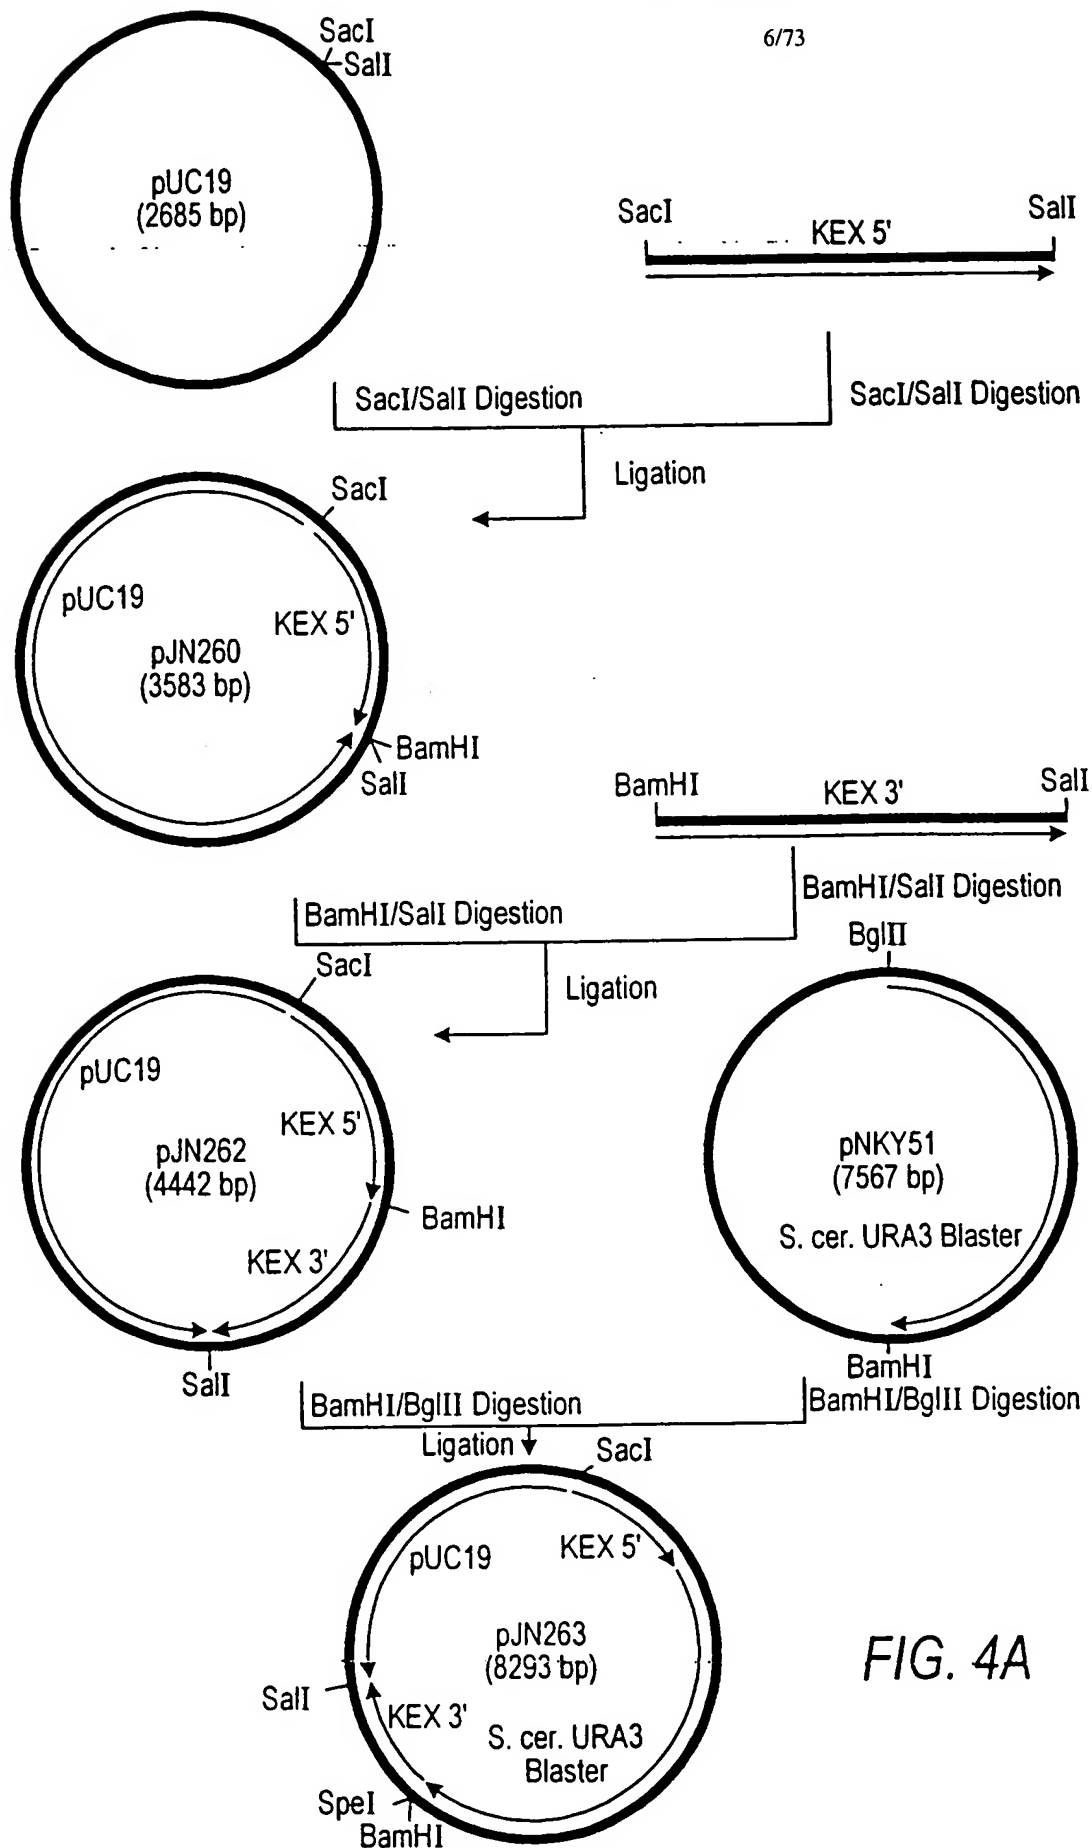 6/73
SacI
SalI
pUC19
(2685 bp)
SacI
KEX 5'
SalI
SacI/SalI Digestion
SacI/SalI Digestion
Ligation
SacI
pUC19
KEX 5'
pJN260
(3583 bp)
BamHI
SalI
BamHI
KEX 3'
SalI
BamHI/SalI Digestion
BamHI/SalI Digestion
Ligation
SacI
pUC19
KEX 5'
pJN262
(4442 bp)
BamHI
KEX 3'
SalI
BglII
pNKY51
(7567 bp)
S. cer. URA3 Blaster
BamHI
BamHI/BglII Digestion
BamHI/BglII Digestion
Ligation
SacI
KEX 5'
pUC19
pJN263
(8293 bp)
SalI
KEX 3'
S. cer. URA3
Blaster
SpeI
BamHI
FIG. 4A